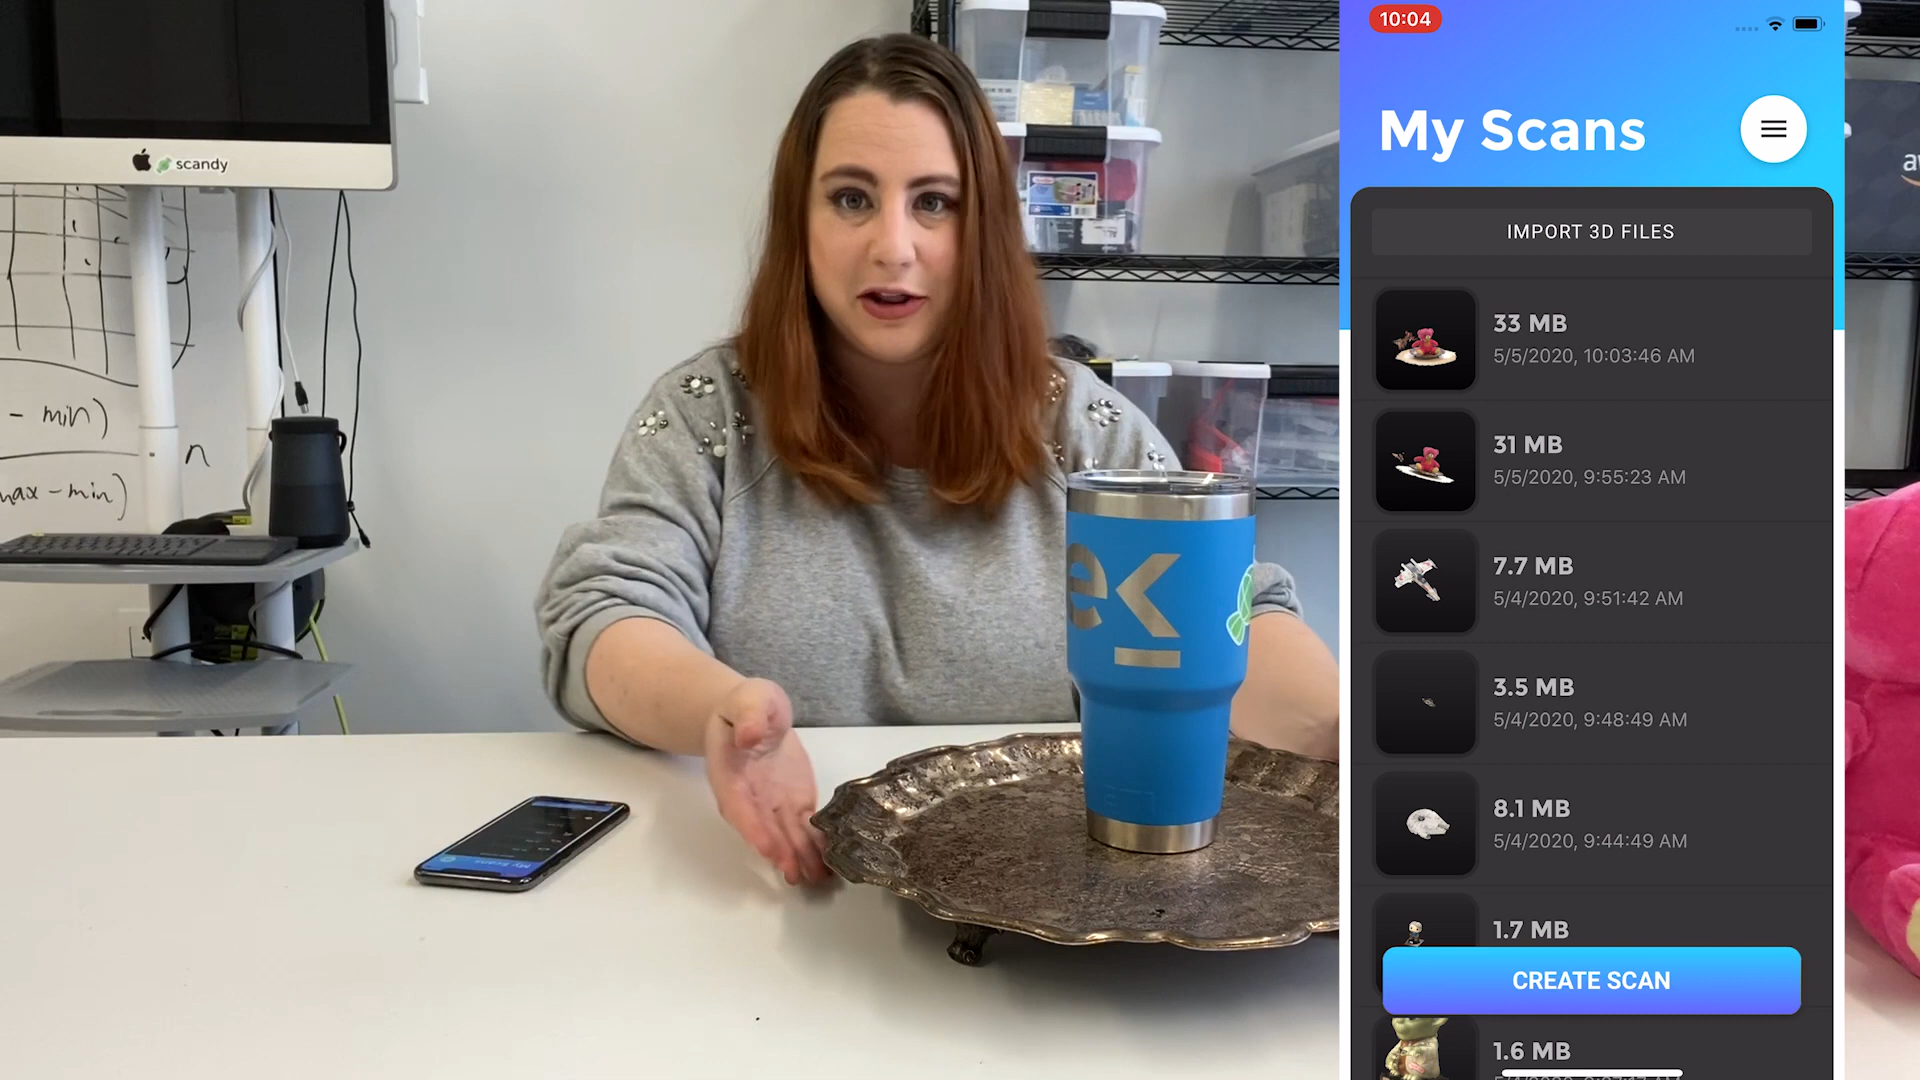 scandy
- min)
n
max - min)
ek
10:04
My Scans
IMPORT 3D FILES
33 MB
5/5/2020, 10:03:46 AM
31 MB
5/5/2020, 9:55:23 AM
7.7 MB
5/4/2020, 9:51:42 AM
3.5 MB
5/4/2020, 9:48:49 AM
8.1 MB
5/4/2020, 9:44:49 AM
1.7 MB
CREATE SCAN
1.6 MB